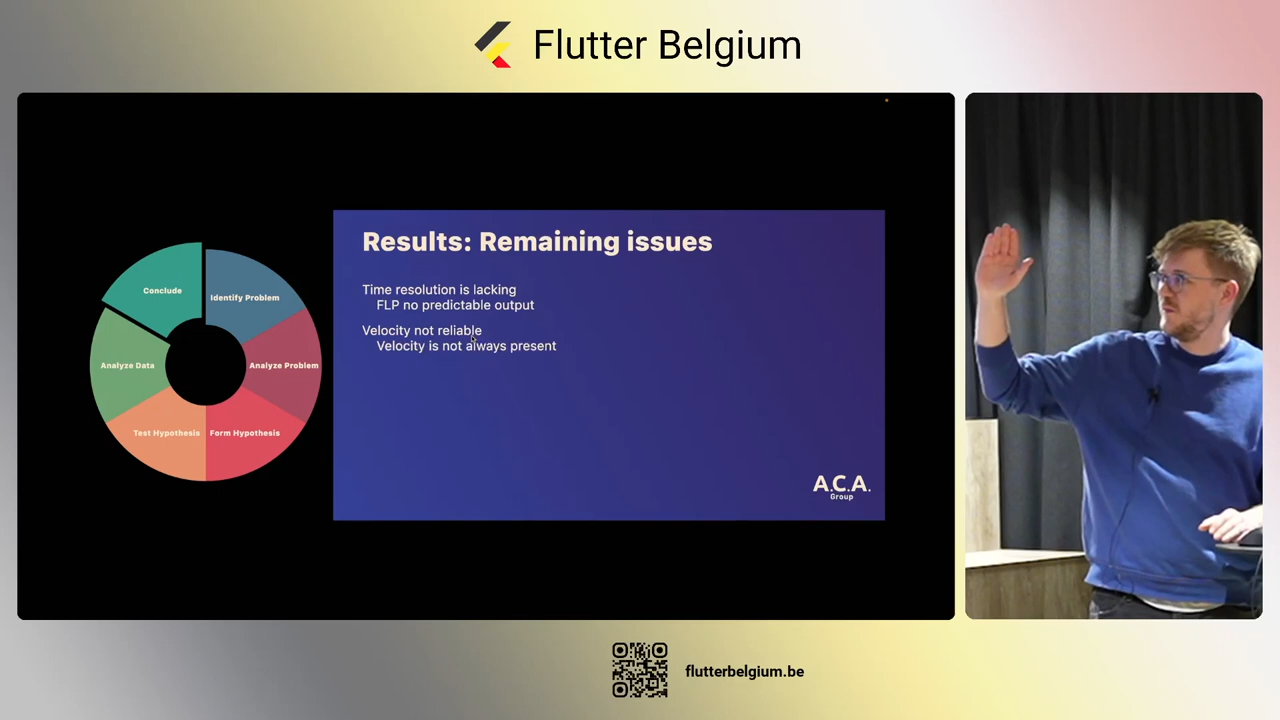 Flutter Belgium
Results: Remaining issues
Time resolution is lacking
FLP no predictable output
Velocity not reliable
Velocity is not always present
Conclude
Identify Problem
Analyze Data
Analyze Problem
Test Hypothesis
Form Hypothesis
A.C.A.
Group
flutterbelgium.be